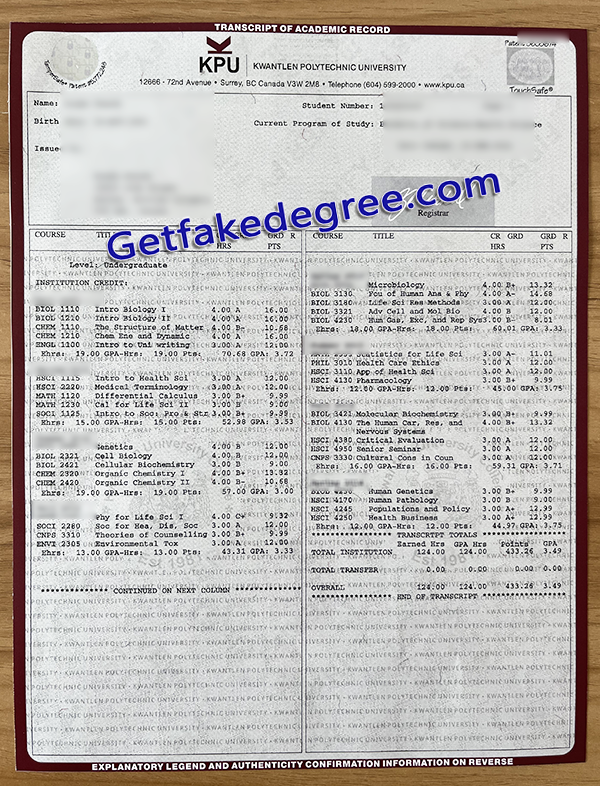 TRANSCRIPT OF ACADEMIC RECORD
KPU
KWANTLEN POLYTECHNIC UNIVERSITY
12666 - 72nd Avenue • Surrey, BC Canada V3W 2M8 • Telephone (604) 599-2000 • www.kpu.ca
TouchSafe®
Name:
Student Number: 1
Birth
Current Program of Study:
Issue
Registrar
Getfakedegree.com
COURSE TITLE HRS GRD PTS R
Level: Undergraduate
INSTITUTION CREDIT:
BIOL 1110 Intro Biology I 4.00 A 16.00
BIOL 1210 Intro Biology II 4.00 A 16.00
CHEM 1110 The Structure of Matter 4.00 B- 10.68
CHEM 1210 Chem Ene and Dynamic 4.00 A 16.00
ENGL 1100 Intro to Uni writing 3.00 A 12.00
Ehrs: 19.00 GPA-Hrs: 19.00 Pts: 70.68 GPA: 3.72
HSCI 1115 Intro to Health Sci 3.00 A 12.00
HSCI 2220 Medical Terminology 3.00 A 12.00
MATH 1120 Differential Calculus 3.00 B+ 9.99
MATH 1230 Cal for Life Sci II 3.00 B 9.00
SOCI 1125 Intro to Soc: Pro & Str 3.00 B+ 9.99
Ehrs: 15.00 GPA-Hrs: 15.00 Pts: 52.98 GPA: 3.53
Genetics 4.00 B 12.00
BIOL 2321 Cell Biology 4.00 B 12.00
BIOL 2421 Cellular Biochemistry 3.00 B 9.00
CHEM 2320 Organic Chemistry I 4.00 B+ 13.32
CHEM 2420 Organic Chemistry II 4.00 B- 10.68
Ehrs: 19.00 GPA-Hrs: 19.00 Pts: 57.00 GPA: 3.00
Phy for Life Sci I 4.00 C+ 9.32
SOCI 2280 Soc for Hea, Dis, Soc 3.00 A 12.00
CNPS 3310 Theories of Counselling 3.00 B+ 9.99
ENVI 2305 Environmental Tox 3.00 A 12.00
Ehrs: 13.00 GPA-Hrs: 13.00 Pts: 43.31 GPA: 3.33
CONTINUED ON NEXT COLUMN
COURSE TITLE CR HRS GRD GRD PTS R
Microbiology 4.00 B+ 13.32
BIOL 3130 Fou of Human Ana & Phy 4.00 A- 14.68
BIOL 3180 Life Sci Res Methods 3.00 A 12.00
BIOL 3321 Adv Cell and Mol Bio 3.00 A 12.00
BIOL 4230 Hum Gas, Exc, and Rep Sys 3.00 B- 8.01
Ehrs: 18.00 GPA-Hrs: 18.00 Pts: 60.01 GPA: 3.33
Statistics for Life Sci 3.00 A- 11.01
PHIL 3010 Health Care Ethics 3.00 A 12.00
HSCI 3110 App of Health Sci 3.00 A 12.00
HSCI 4130 Pharmacology 3.00 B+ 9.99
Ehrs: 12.00 GPA-Hrs: 12.00 Pts: 45.00 GPA: 3.75
BIOL 3421 Molecular Biochemistry 3.00 B+ 9.99
BIOL 4130 The Human Car, Res, and 4.00 B+ 13.32
Nervous Systems
HSCI 4380 Critical Evaluation 3.00 A 12.00
HSCI 4950 Senior Seminar 3.00 A 12.00
CNPS 3330 Cultural Cons in Coun 3.00 A 12.00
Ehrs: 16.00 GPA-Hrs: 16.00 Pts: 59.31 GPA: 3.71
Human Genetics 3.00 B+ 9.99
HSCI 4170 Human Pathology 3.00 B 9.00
HSCI 4245 Populations and Policy 3.00 A- 12.99
HSCI 4250 Health Business 3.00 A+ 12.99
Ehrs: 12.00 GPA-Hrs: 12.00 Pts: 44.97 GPA: 3.75
TRANSCRTPT TOTALS
Earned Hrs GPA Hrs Points GPA
TOTAL INSTITUTION 124.00 124.00 433.26 3.49
TOTAL TRANSFER 0.00 0.00 0.00 0.00
OVERALL 124.00 124.00 433.26 3.49
END OF TRANSCRIPT
EXPLANATORY LEGEND AND AUTHENTICITY CONFIRMATION INFORMATION ON REVERSE